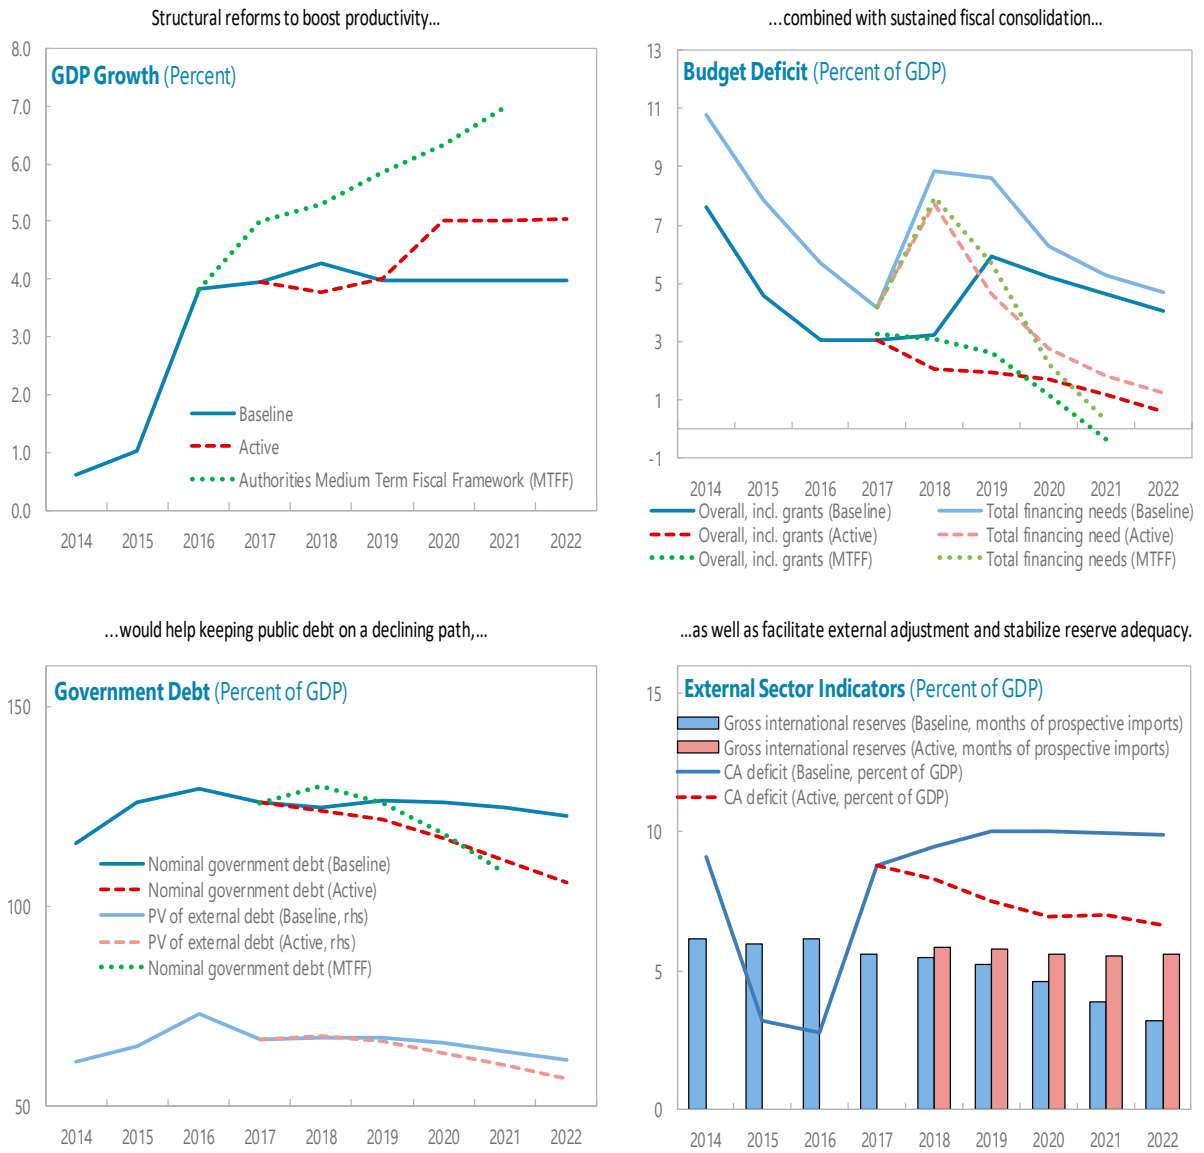 Structural reforms to boost productivity...
GDP Growth (Percent)
8.0
7.0
6.0
5.0
4.0
3.0
2.0
1.0
0.0
Baseline
Active
Authorities Medium Term Fiscal Framework (MTFF)
2014 2015 2016 2017 2018 2019 2020 2021 2022
...combined with sustained fiscal consolidation...
Budget Deficit (Percent of GDP)
13
11
9
7
5
3
1
-1
2014 2015 2016 2017 2018 2019 2020 2021 2022
Overall, incl. grants (Baseline)
Total financing needs (Baseline)
Overall, incl. grants (Active)
Total financing need (Active)
Overall, incl. grants (MTFF)
Total financing needs (MTFF)
...would help keeping public debt on a declining path,...
Government Debt (Percent of GDP)
150
100
50
Nominal government debt (Baseline)
Nominal government debt (Active)
PV of external debt (Baseline, rhs)
PV of external debt (Active, rhs)
Nominal government debt (MTFF)
2014 2015 2016 2017 2018 2019 2020 2021 2022
...as well as facilitate external adjustment and stabilize reserve adequacy.
External Sector Indicators (Percent of GDP)
15
10
5
0
Gross international reserves (Baseline, months of prospective imports)
Gross international reserves (Active, months of prospective imports)
CA deficit (Baseline, percent of GDP)
CA deficit (Active, percent of GDP)
2014 2015 2016 2017 2018 2019 2020 2021 2022